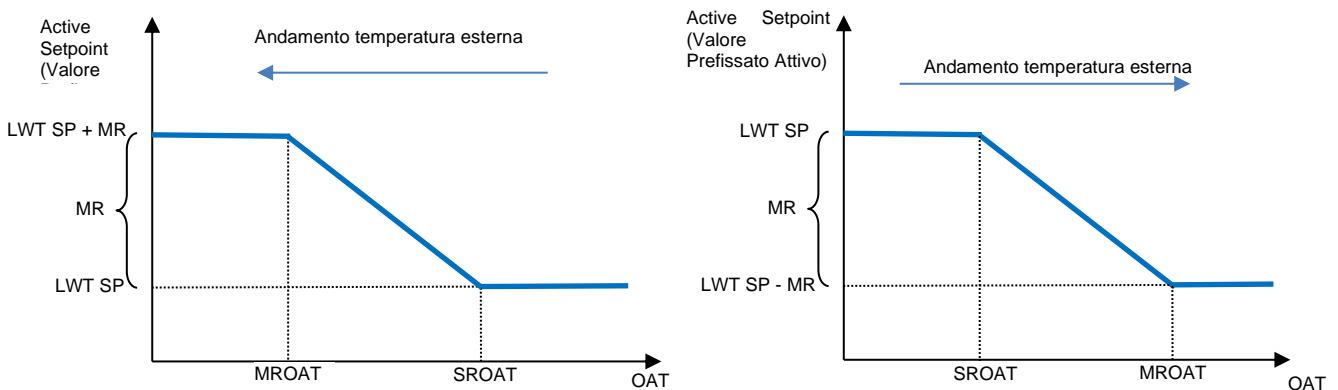 Active
Setpoint
(Valore
Andamento temperatura esterna
LWT SP + MR
MR
LWT SP
MROAT
SROAT
OAT
Active Setpoint
(Valore
Prefissato Attivo)
Andamento temperatura esterna
LWT SP
MR
LWT SP - MR
SROAT
MROAT
OAT